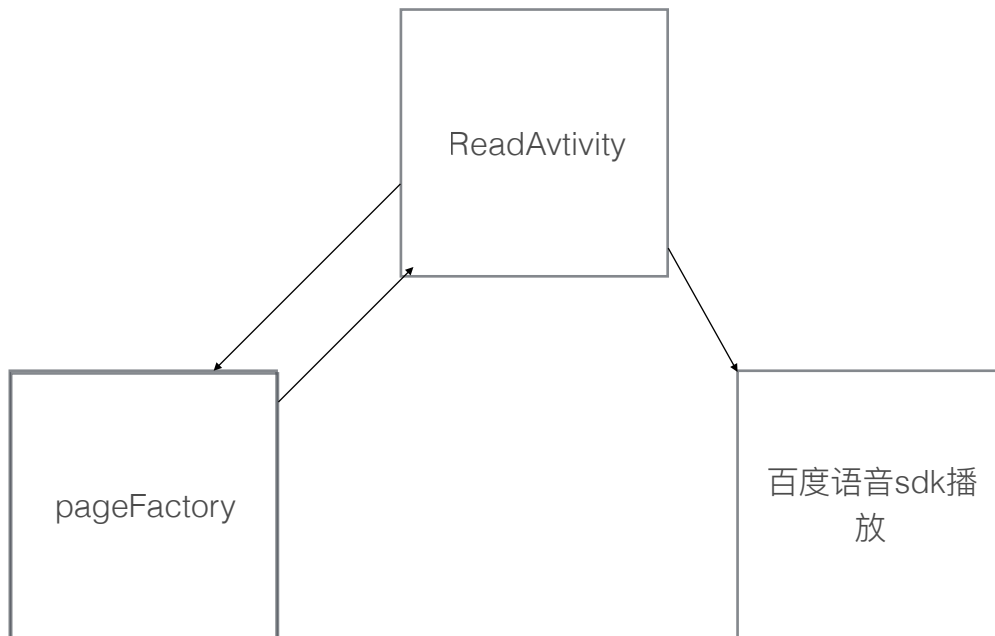 ReadAvtivity
pageFactory
百度语音sdk播
放